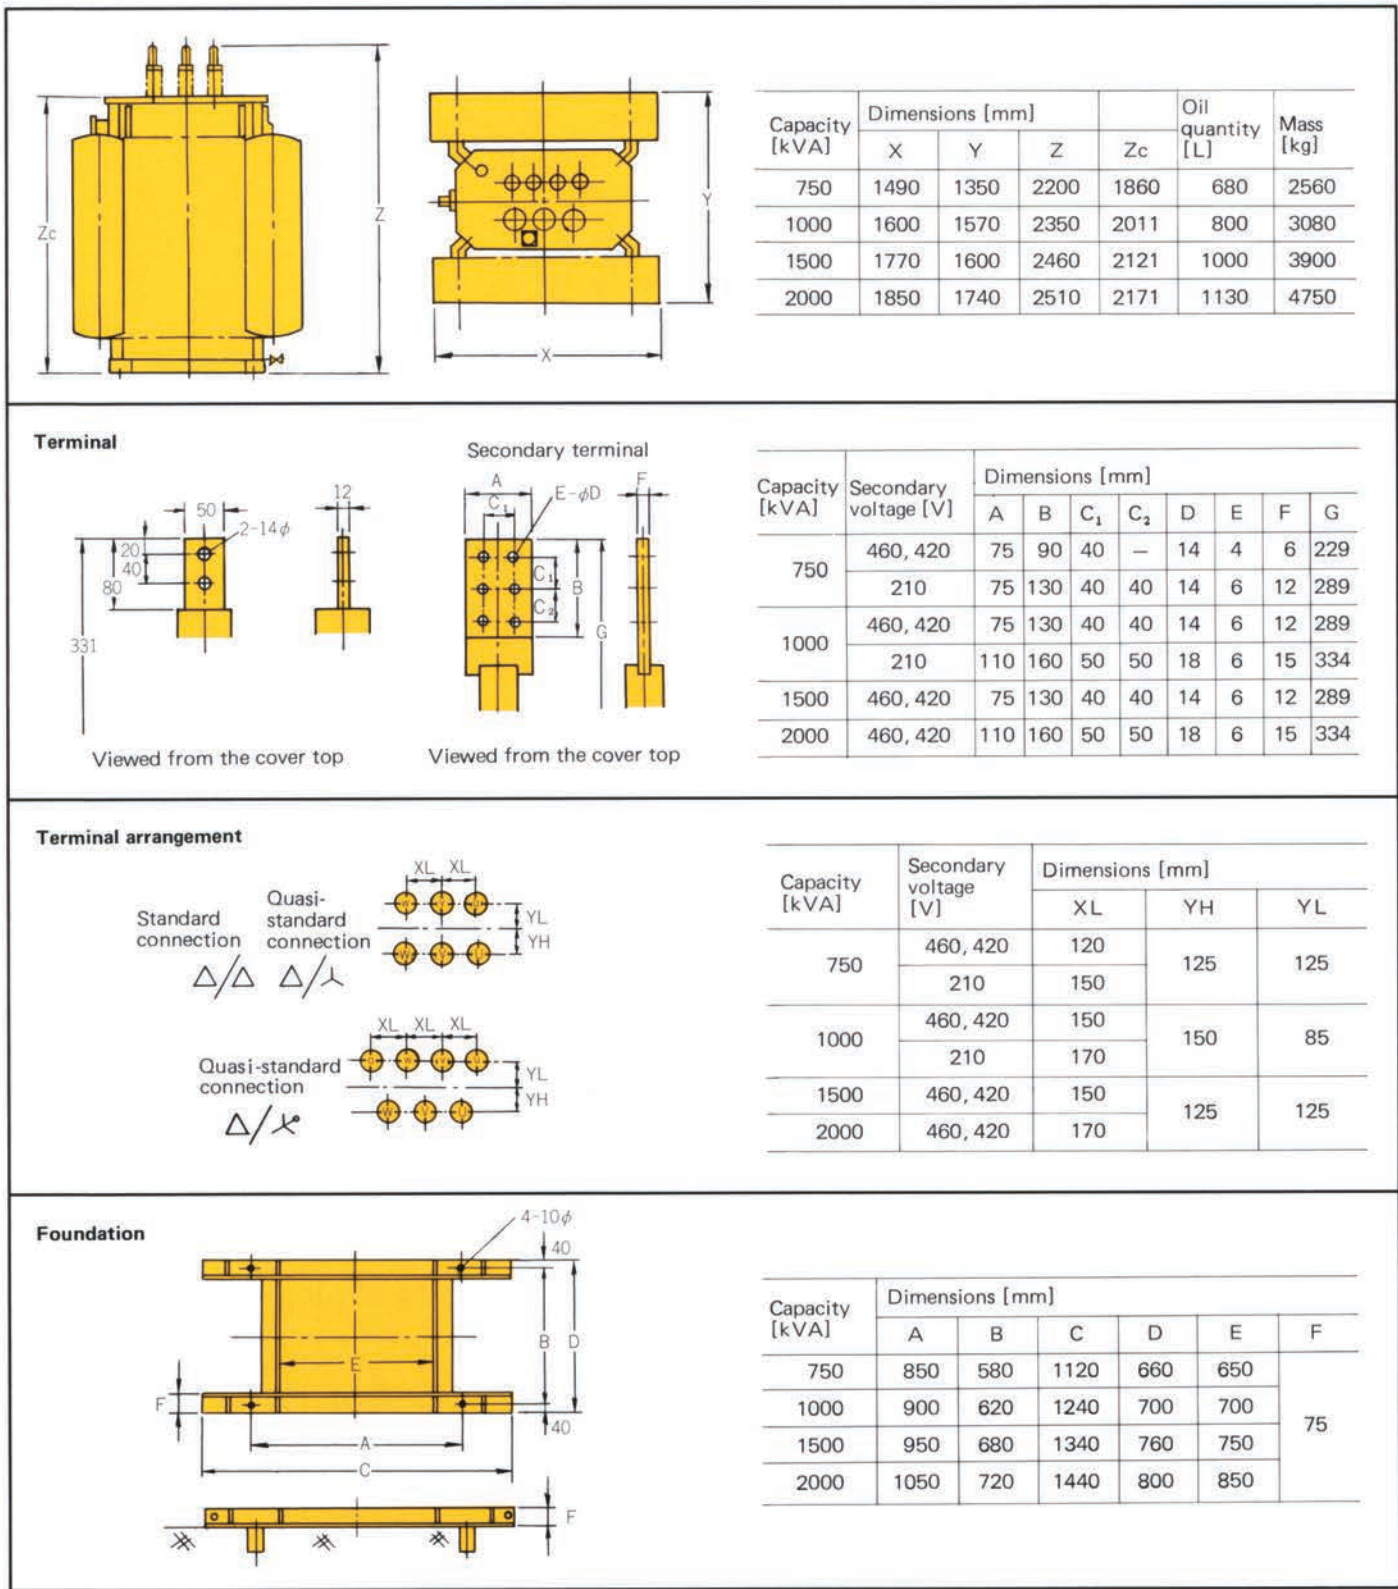 Zc
Z
Y
X
Capacity [kVA] Dimensions [mm] Oil quantity [L] Mass [kg]
X Y Z Zc
750 1490 1350 2200 1860 680 2560
1000 1600 1570 2350 2011 800 3080
1500 1770 1600 2460 2121 1000 3900
2000 1850 1740 2510 2171 1130 4750
Terminal
50
12
2-14φ
20
40
80
331
Viewed from the cover top
Secondary terminal
A
C₁
E-φD
F
C₁
B
C₂
G
Viewed from the cover top
Capacity [kVA] Secondary voltage [V] Dimensions [mm]
A B C₁ C₂ D E F G
750 460, 420 75 90 40 — 14 4 6 229
210 75 130 40 40 14 6 12 289
1000 460, 420 75 130 40 40 14 6 12 289
210 110 160 50 50 18 6 15 334
1500 460, 420 75 130 40 40 14 6 12 289
2000 460, 420 110 160 50 50 18 6 15 334
Terminal arrangement
Standard connection
△/△
Quasi-standard connection
△/⅄
XL XL
w v u
YL
YH
W V U
Quasi-standard connection
XL XL XL
o w v u
YL
YH
W V U
Capacity [kVA] Secondary voltage [V] Dimensions [mm]
XL YH YL
750 460, 420 120 125 125
210 150
1000 460, 420 150 150 85
210 170
1500 460, 420 150 125 125
2000 460, 420 170
Foundation
4-10φ
40
B
D
E
F
40
A
C
F
Capacity [kVA] Dimensions [mm]
A B C D E F
750 850 580 1120 660 650 75
1000 900 620 1240 700 700
1500 950 680 1340 760 750
2000 1050 720 1440 800 850